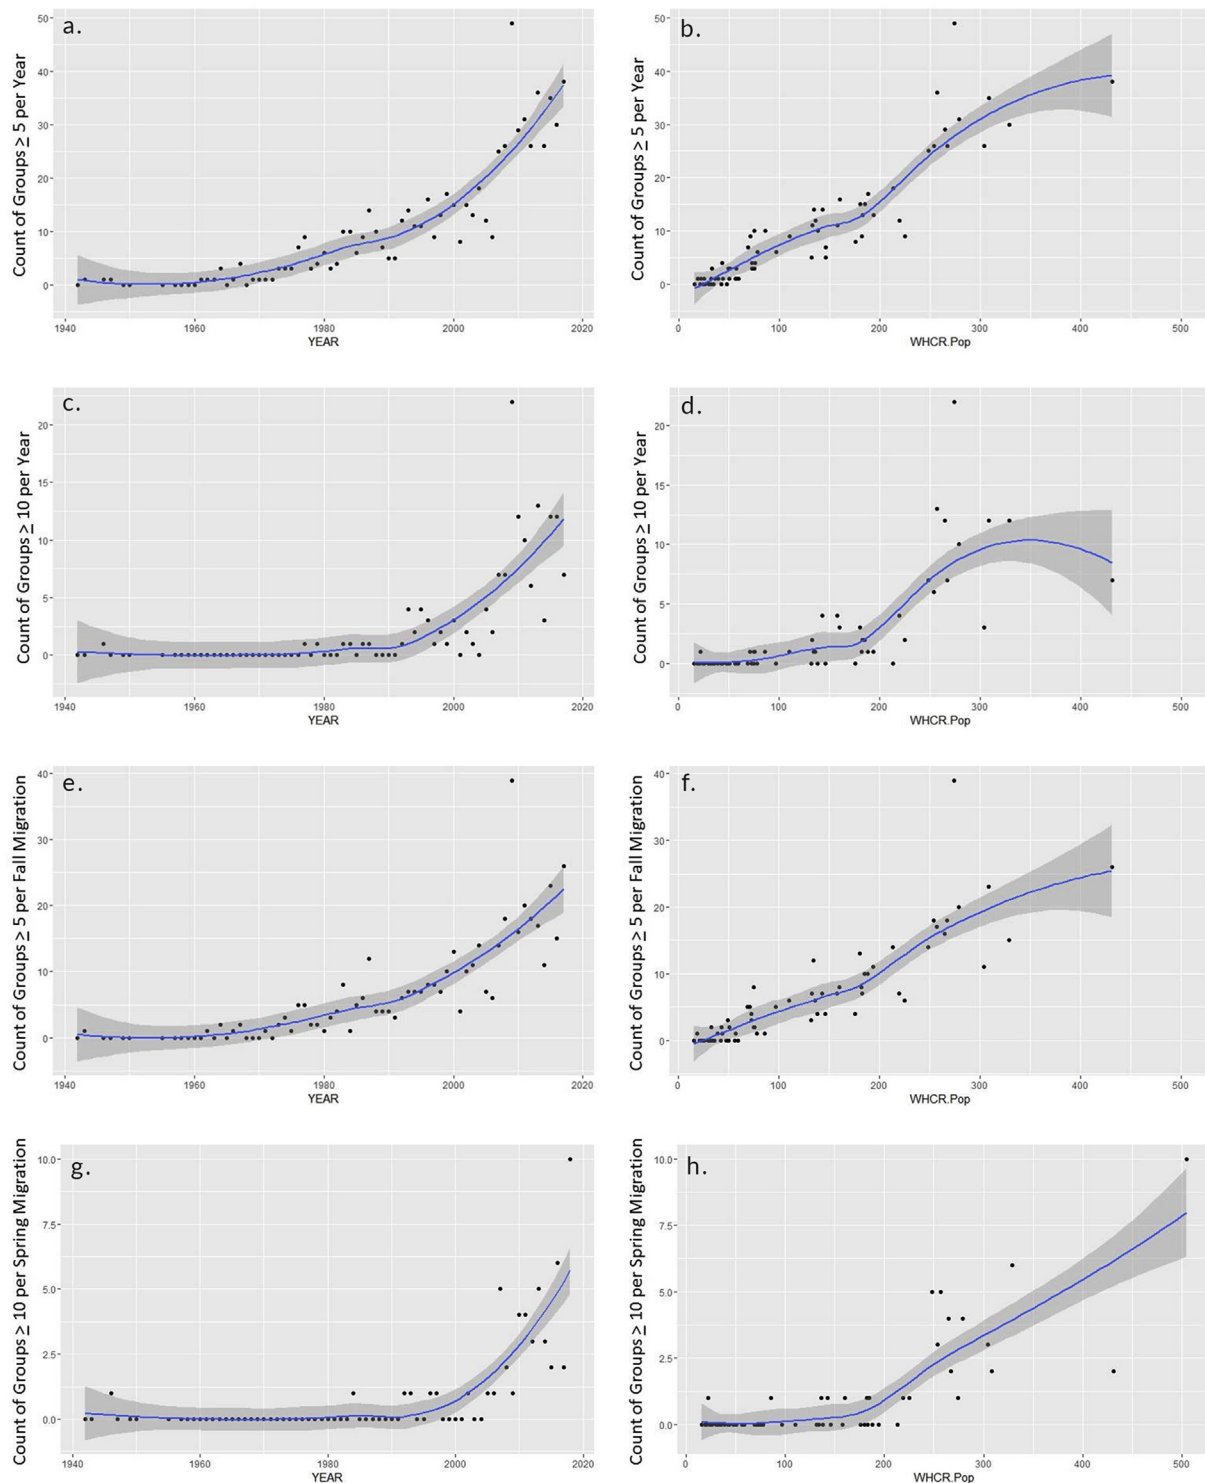 a.
Count of Groups ≥ 5 per Year
50
40
30
20
10
0
1940 1960 1980 2000 2020
YEAR
b.
Count of Groups ≥ 5 per Year
50
40
30
20
10
0
0 100 200 300 400 500
WHCR.Pop
c.
Count of Groups ≥ 10 per Year
20
15
10
5
0
1940 1960 1980 2000 2020
YEAR
d.
Count of Groups ≥ 10 per Year
20
15
10
5
0
0 100 200 300 400 500
WHCR.Pop
e.
Count of Groups ≥ 5 per Fall Migration
40
30
20
10
0
1940 1960 1980 2000 2020
YEAR
f.
Count of Groups ≥ 5 per Fall Migration
40
30
20
10
0
0 100 200 300 400 500
WHCR.Pop
g.
Count of Groups ≥ 10 per Spring Migration
10.0
7.5
5.0
2.5
0.0
1940 1960 1980 2000 2020
YEAR
h.
Count of Groups ≥ 10 per Spring Migration
10.0
7.5
5.0
2.5
0.0
0 100 200 300 400 500
WHCR.Pop